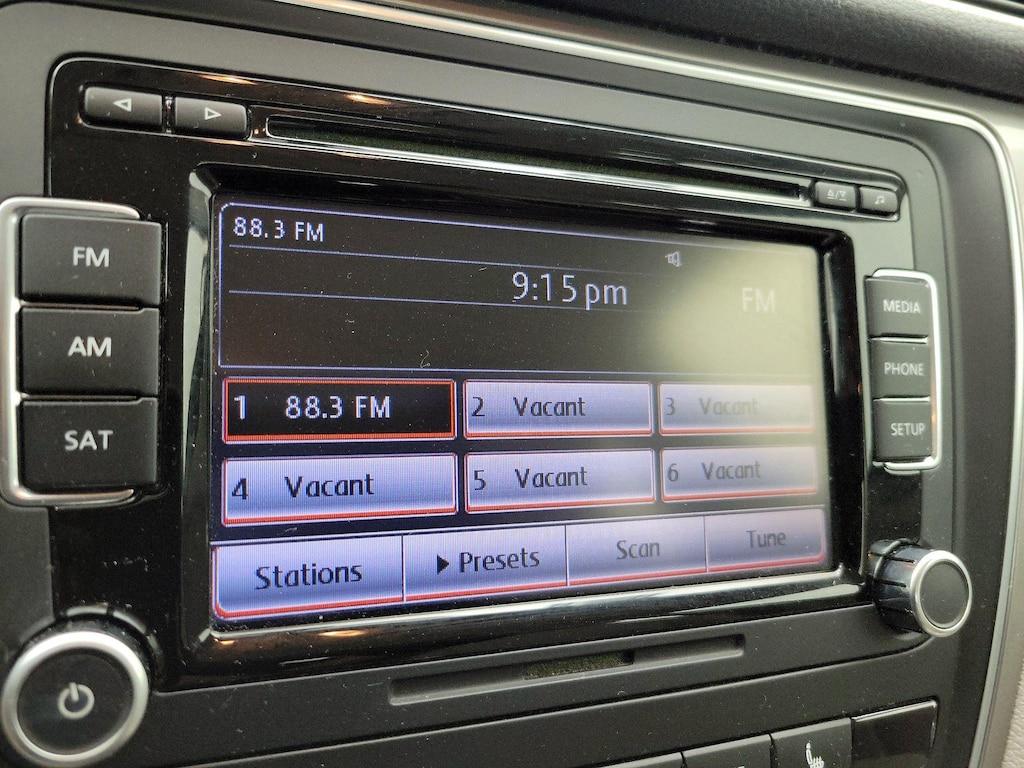 88.3 FM
9:15 pm
FM
1 88.3 FM
2 Vacant
3 Vacant
4 Vacant
5 Vacant
6 Vacant
Stations
Presets
Scan
Tune
FM
AM
SAT
MEDIA
PHONE
SETUP